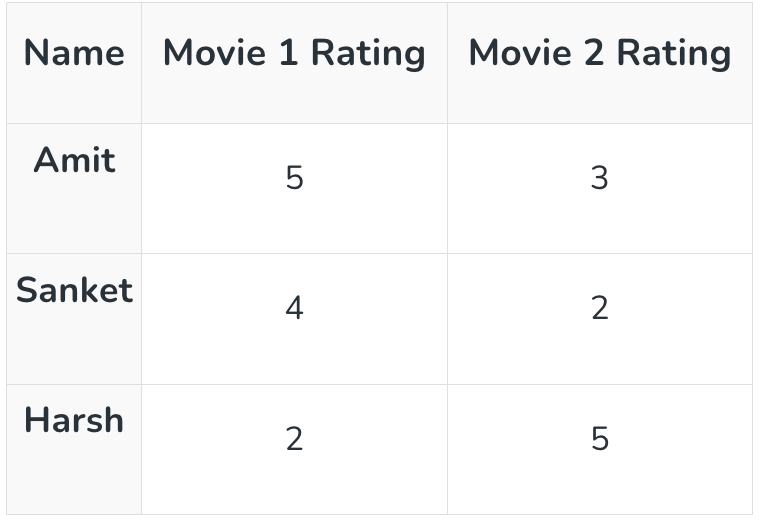 Name Movie 1 Rating Movie 2 Rating
Amit 5 3
Sanket 4 2
Harsh 2 5